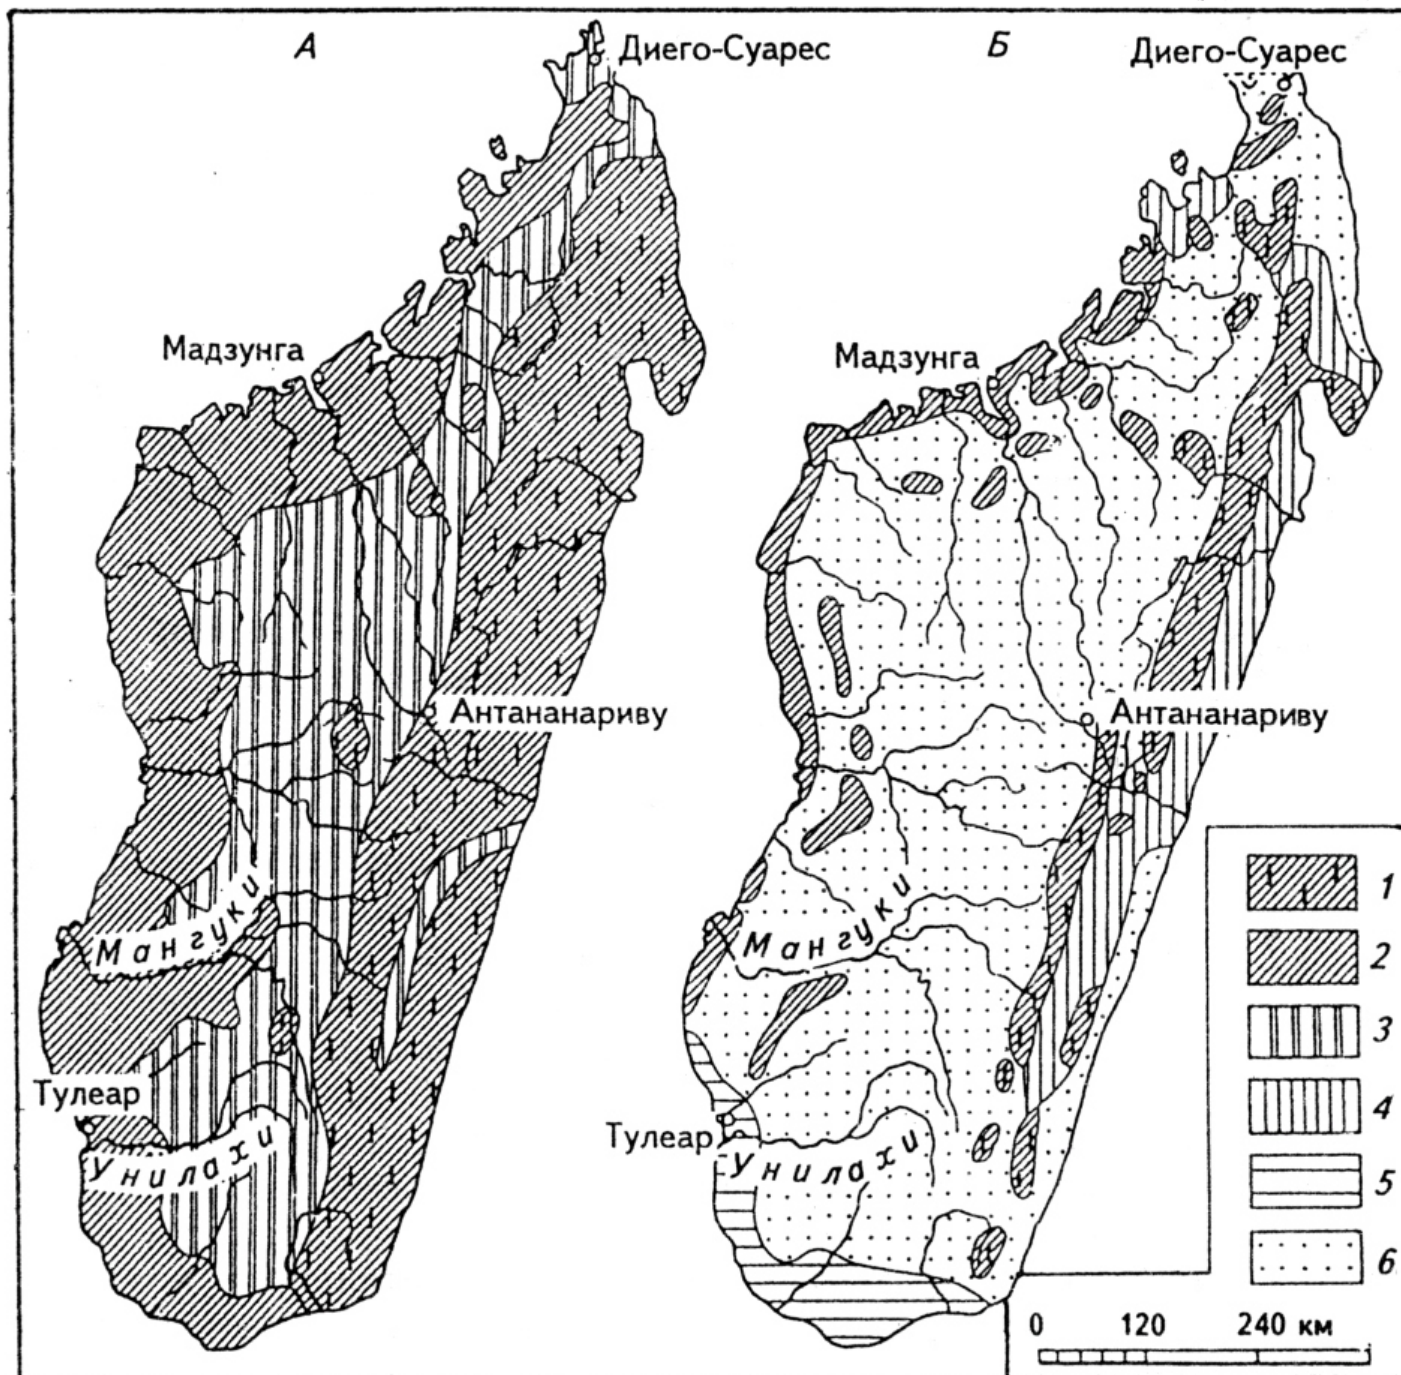 А
Диего-Суарес
Б
Диего-Суарес
Мадзунга
Мадзунга
Антананариву
Антананариву
Мангуки
Мангуки
Тулеар
Тулеар
Унилахи
Унилахи
1
2
3
4
5
6
0 120 240 км